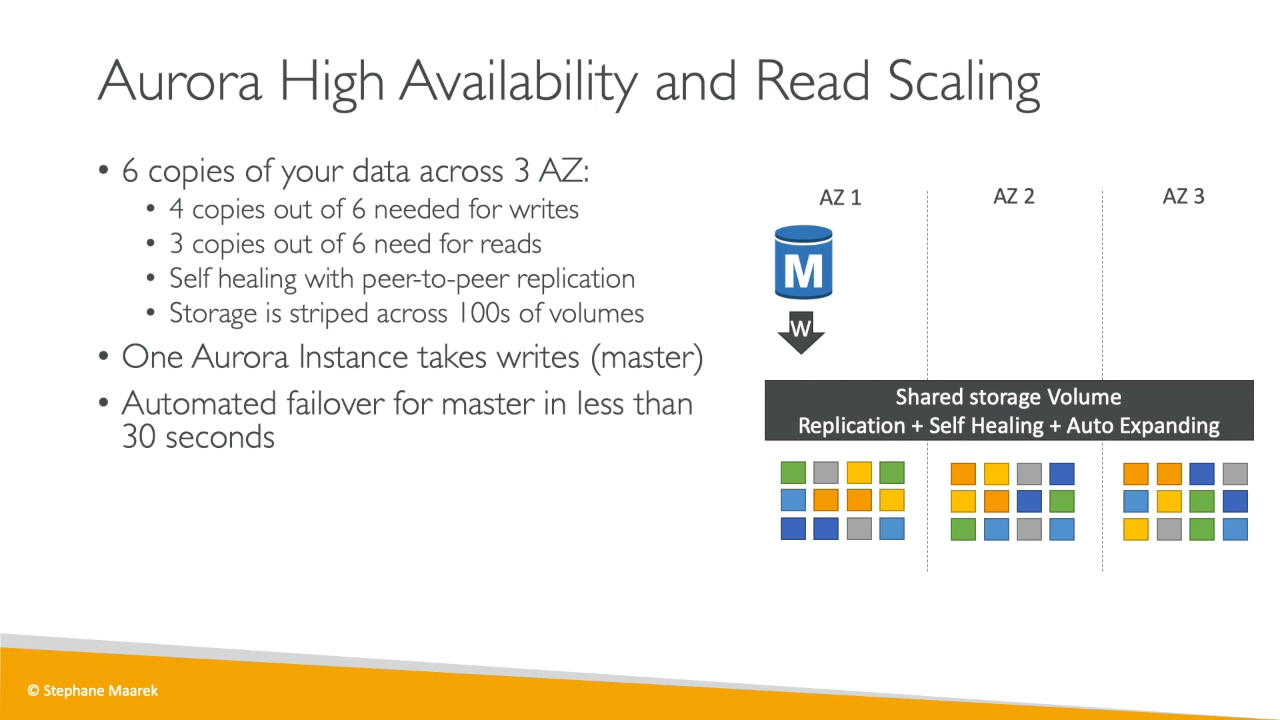 Aurora High Availability and Read Scaling
• 6 copies of your data across 3 AZ:
• 4 copies out of 6 needed for writes
• 3 copies out of 6 need for reads
• Self healing with peer-to-peer replication
• Storage is striped across 100s of volumes
• One Aurora Instance takes writes (master)
• Automated failover for master in less than
30 seconds
AZ 1
AZ 2
AZ 3
M
W
Shared storage Volume
Replication + Self Healing + Auto Expanding
© Stephane Maarek